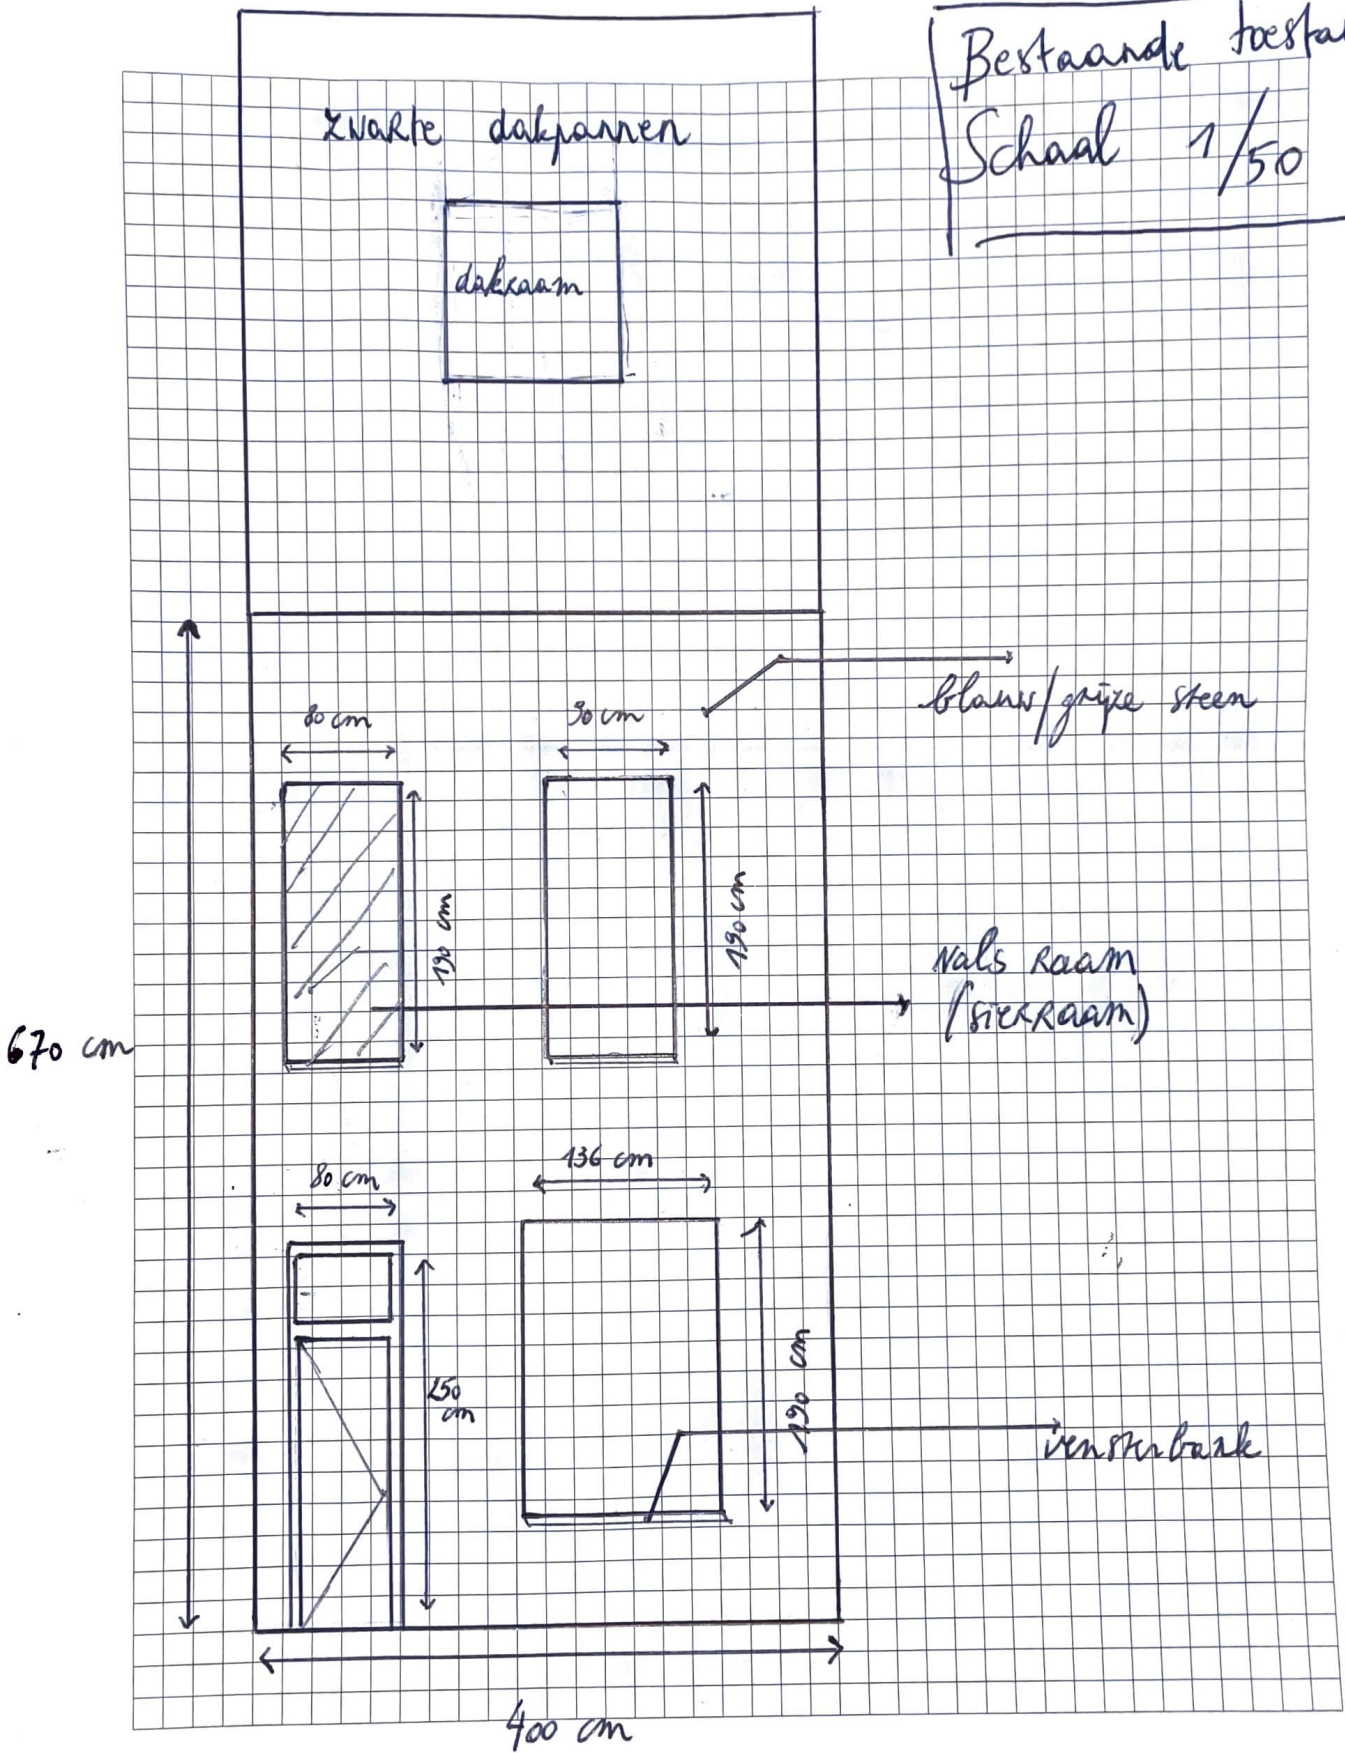 Bestaande toesta
Schaal 1/50
zwarte dakpannen
dakraam
blauw/grijze steen
80 cm
90 cm
190 cm
190 cm
vals raam
(sierraam)
670 cm
136 cm
80 cm
250
cm
190 cm
vensterbank
400 cm